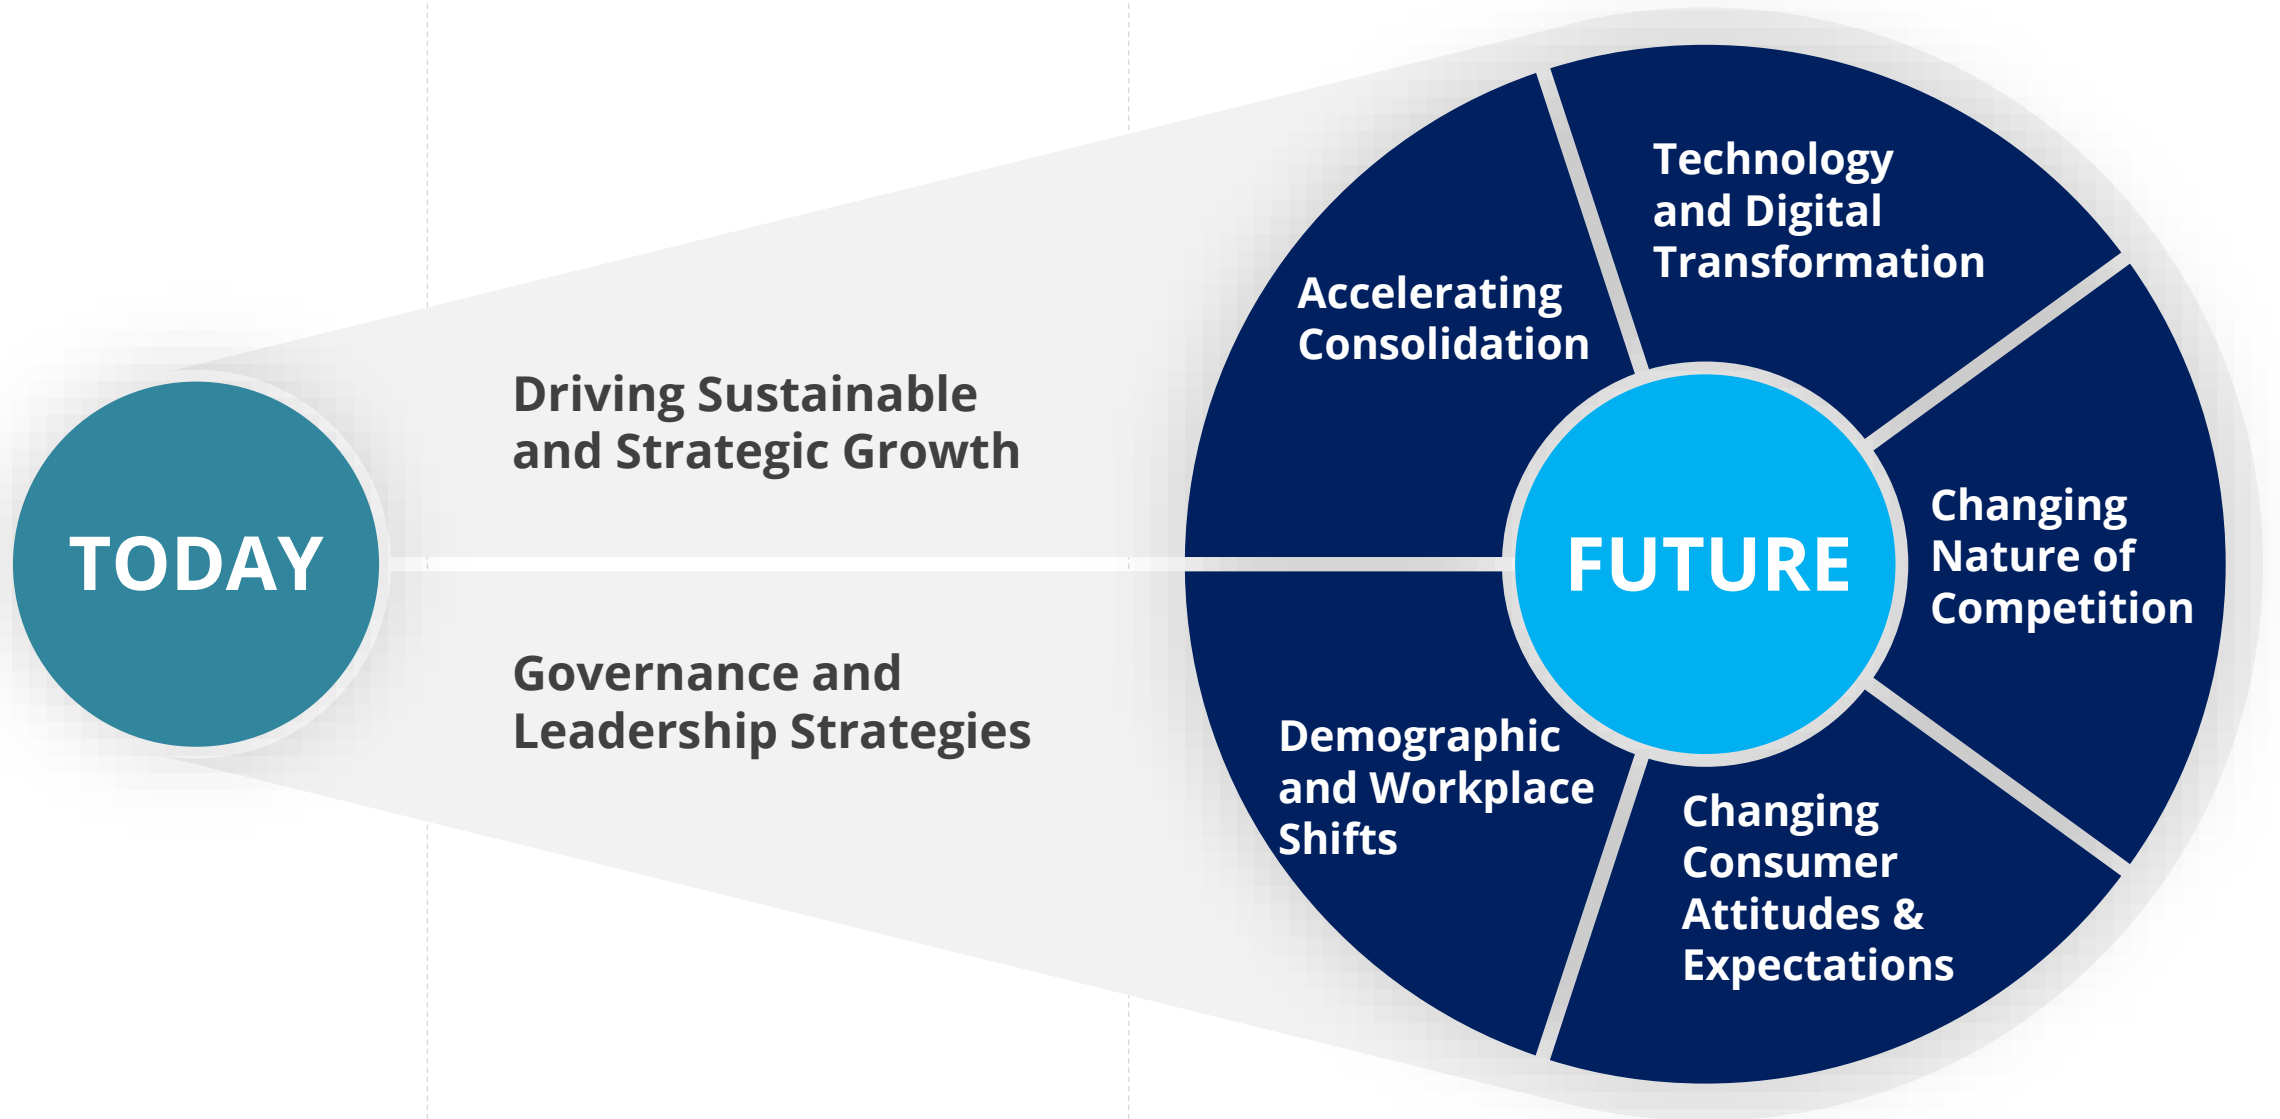 TODAY
Driving Sustainable
and Strategic Growth
Governance and
Leadership Strategies
Accelerating
Consolidation
Technology
and Digital
Transformation
FUTURE
Changing
Nature of
Competition
Demographic
and Workplace
Shifts
Changing
Consumer
Attitudes &
Expectations